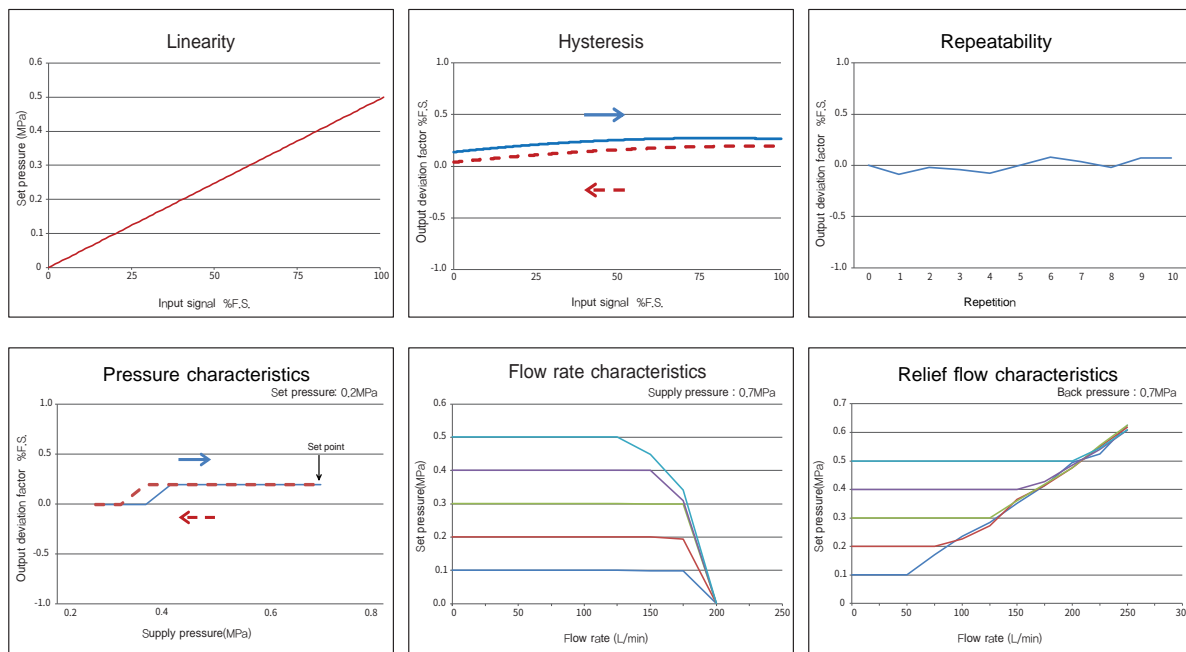 Linearity
Set pressure (MPa)
0.6
0.5
0.4
0.3
0.2
0.1
0
0 25 50 75 100
Input signal %F.S.
Hysteresis
Output deviation factor %F.S.
1.0
0.5
0.0
-0.5
-1.0
0 25 50 75 100
Input signal %F.S.
Repeatability
Output deviation factor %F.S.
1.0
0.5
0.0
-0.5
-1.0
0 1 2 3 4 5 6 7 8 9 10
Repetition
Pressure characteristics
Set pressure: 0.2MPa
Output deviation factor %F.S.
1.0
0.5
0.0
-0.5
-1.0
Set point
0.2 0.4 0.6 0.8
Supply pressure(MPa)
Flow rate characteristics
Supply pressure : 0.7MPa
Set pressure(MPa)
0.6
0.5
0.4
0.3
0.2
0.1
0.0
0 50 100 150 200 250
Flow rate (L/min)
Relief flow characteristics
Back pressure : 0.7MPa
Set pressure(MPa)
0.7
0.6
0.5
0.4
0.3
0.2
0.1
0
0 50 100 150 200 250 30
Flow rate (L/min)